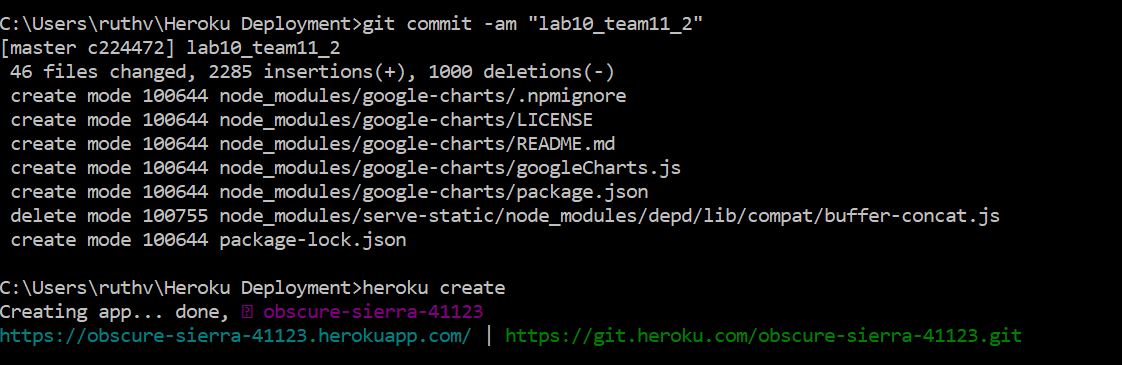 C:\Users\ruthv\Heroku Deployment>git commit -am "lab10_team11_2"
[master c224472] lab10_team11_2
 46 files changed, 2285 insertions(+), 1000 deletions(-)
 create mode 100644 node_modules/google-charts/.npmignore
 create mode 100644 node_modules/google-charts/LICENSE
 create mode 100644 node_modules/google-charts/README.md
 create mode 100644 node_modules/google-charts/googleCharts.js
 create mode 100644 node_modules/google-charts/package.json
 delete mode 100755 node_modules/serve-static/node_modules/depd/lib/compat/buffer-concat.js
 create mode 100644 package-lock.json
C:\Users\ruthv\Heroku Deployment>heroku create
Creating app... done, obscure-sierra-41123
https://obscure-sierra-41123.herokuapp.com/ | https://git.heroku.com/obscure-sierra-41123.git